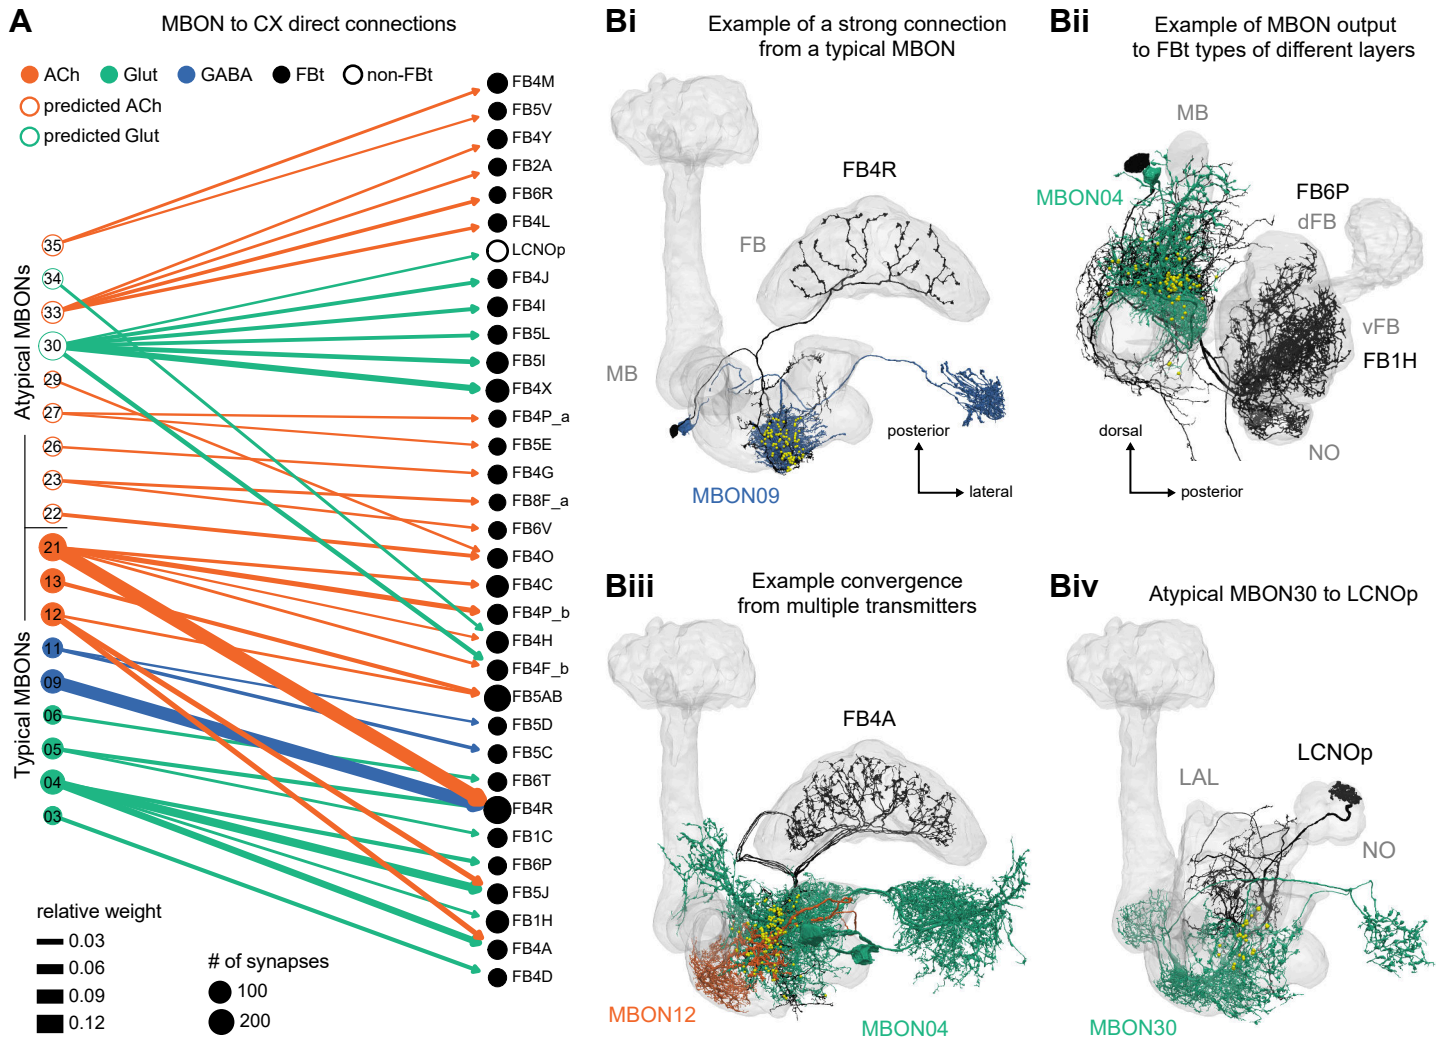 A
MBON to CX direct connections
ACh
Glut
GABA
FBt
non-FBt
predicted ACh
predicted Glut
Atypical MBONs
Typical MBONs
35
34
33
30
29
27
26
23
22
21
13
12
11
09
06
05
04
03
FB4M
FB5V
FB4Y
FB2A
FB6R
FB4L
LCNOp
FB4J
FB4I
FB5L
FB5I
FB4X
FB4P_a
FB5E
FB4G
FB8F_a
FB6V
FB4O
FB4C
FB4P_b
FB4H
FB4F_b
FB5AB
FB5D
FB5C
FB6T
FB4R
FB1C
FB6P
FB5J
FB1H
FB4A
FB4D
relative weight
0.03
0.06
0.09
0.12
# of synapses
100
200
Bi
Example of a strong connection
from a typical MBON
FB4R
FB
MB
MBON09
posterior
lateral
Bii
Example of MBON output
to FBt types of different layers
MB
MBON04
FB6P
dFB
vFB
FB1H
NO
dorsal
posterior
Biii
Example convergence
from multiple transmitters
FB4A
MBON12
MBON04
Biv
Atypical MBON30 to LCNOp
LCNOp
LAL
NO
MBON30